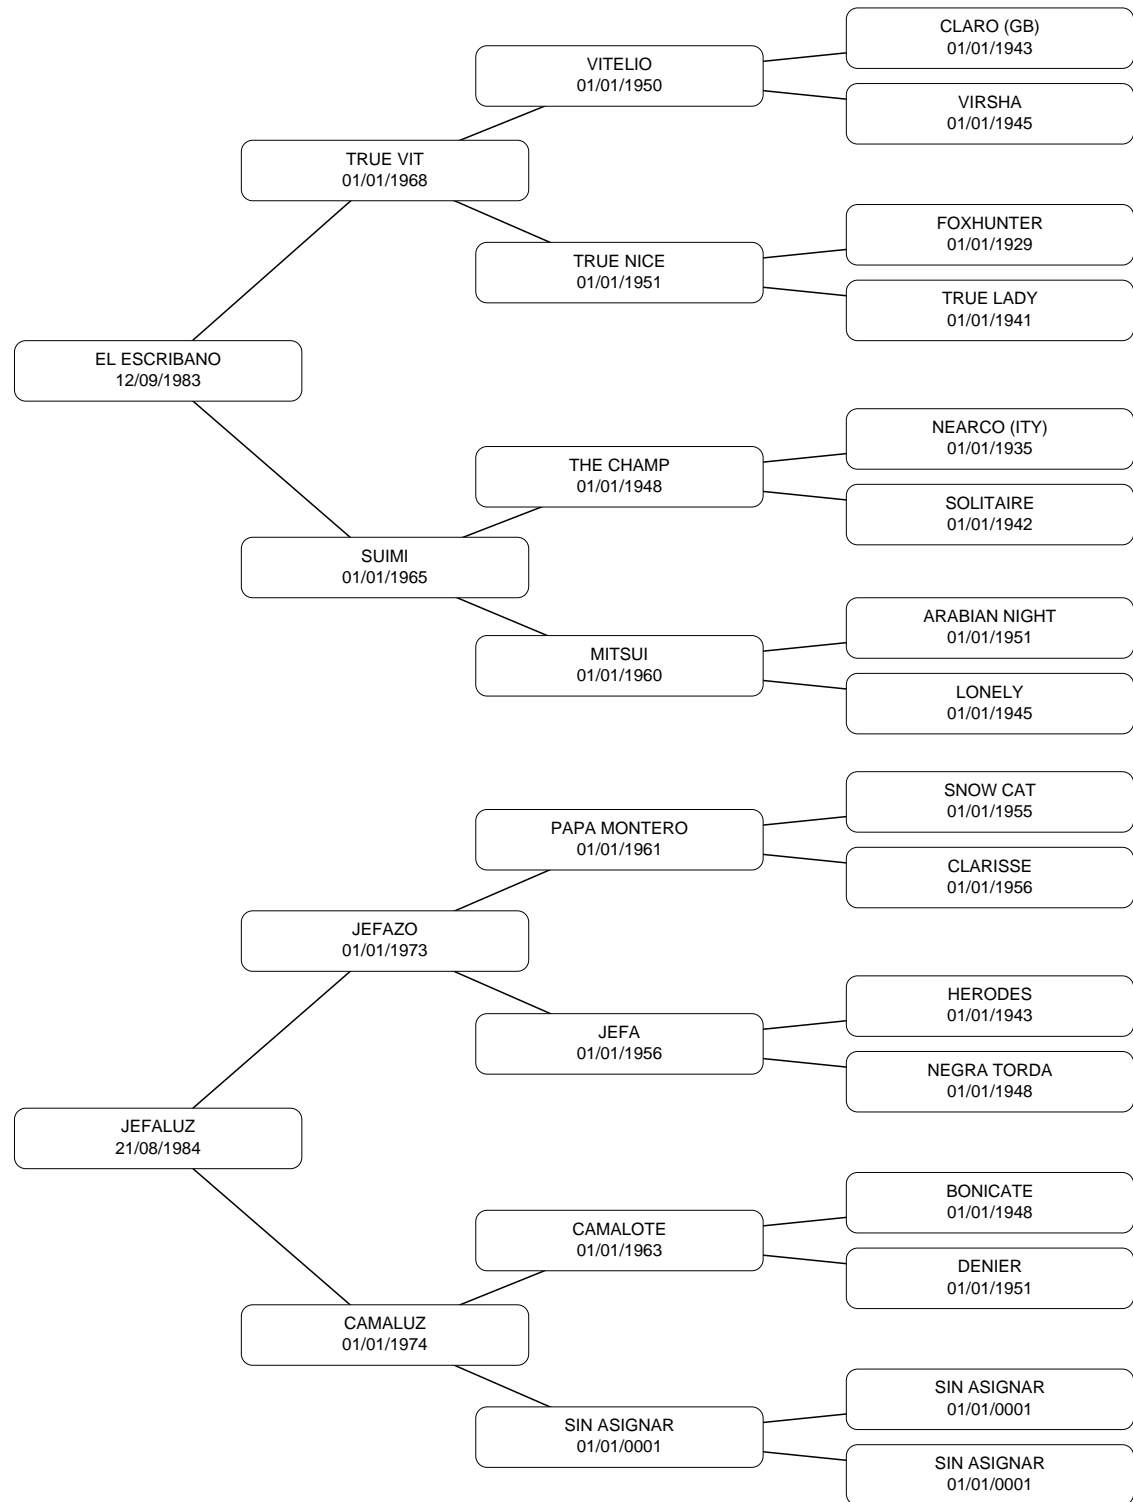 CLARO (GB)
01/01/1943
VITELIO
01/01/1950
VIRSHA
01/01/1945
TRUE VIT
01/01/1968
FOXHUNTER
01/01/1929
TRUE NICE
01/01/1951
TRUE LADY
01/01/1941
EL ESCRIBANO
12/09/1983
NEARCO (ITY)
01/01/1935
THE CHAMP
01/01/1948
SOLITAIRE
01/01/1942
SUIMI
01/01/1965
ARABIAN NIGHT
01/01/1951
MITSUI
01/01/1960
LONELY
01/01/1945
SNOW CAT
01/01/1955
PAPA MONTERO
01/01/1961
CLARISSE
01/01/1956
JEFAZO
01/01/1973
HERODES
01/01/1943
JEFA
01/01/1956
NEGRA TORDA
01/01/1948
JEFALUZ
21/08/1984
BONICATE
01/01/1948
CAMALOTE
01/01/1963
DENIER
01/01/1951
CAMALUZ
01/01/1974
SIN ASIGNAR
01/01/0001
SIN ASIGNAR
01/01/0001
SIN ASIGNAR
01/01/0001